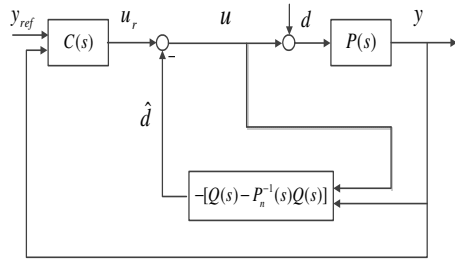 y_ref
C(s)
u_r
u
d
P(s)
y
-
d̂
-[Q(s) - P_n^{-1}(s)Q(s)]